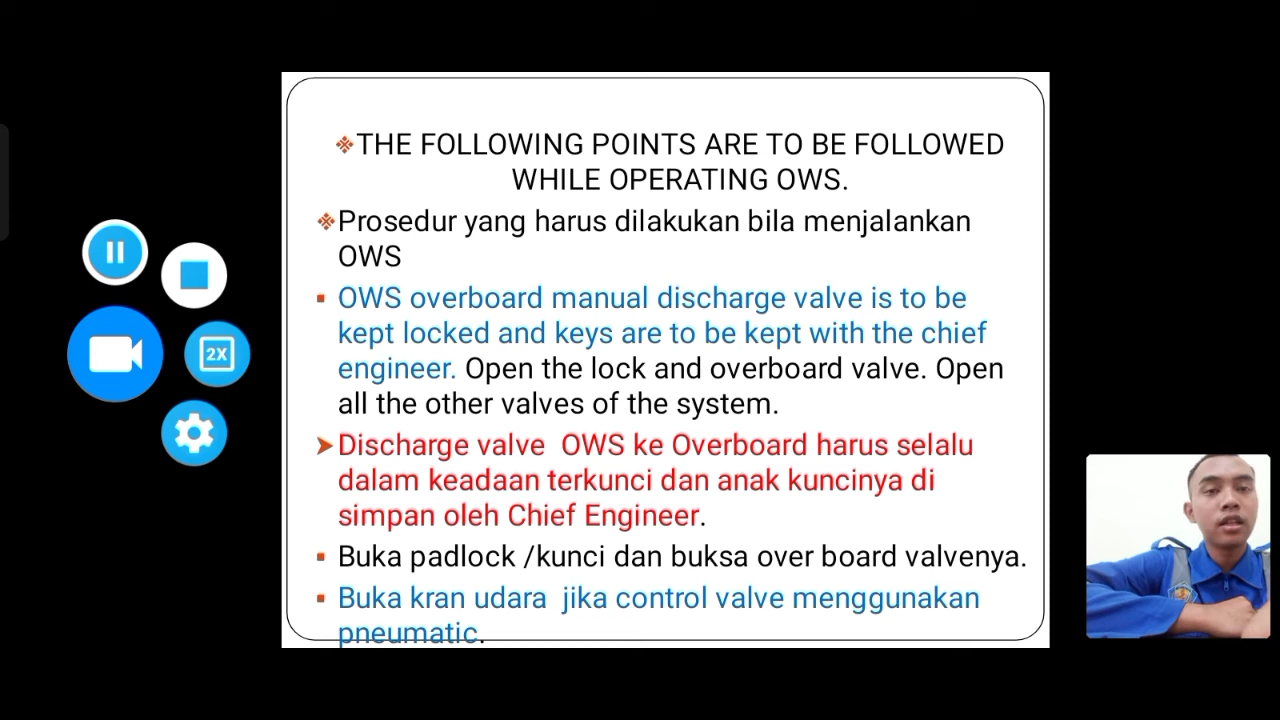 THE FOLLOWING POINTS ARE TO BE FOLLOWED
WHILE OPERATING OWS.
Prosedur yang harus dilakukan bila menjalankan
OWS
OWS overboard manual discharge valve is to be
kept locked and keys are to be kept with the chief
engineer. Open the lock and overboard valve. Open
all the other valves of the system.
Discharge valve OWS ke Overboard harus selalu
dalam keadaan terkunci dan anak kuncinya di
simpan oleh Chief Engineer.
Buka padlock /kunci dan buksa over board valvenya.
Buka kran udara jika control valve menggunakan
pneumatic.
2X